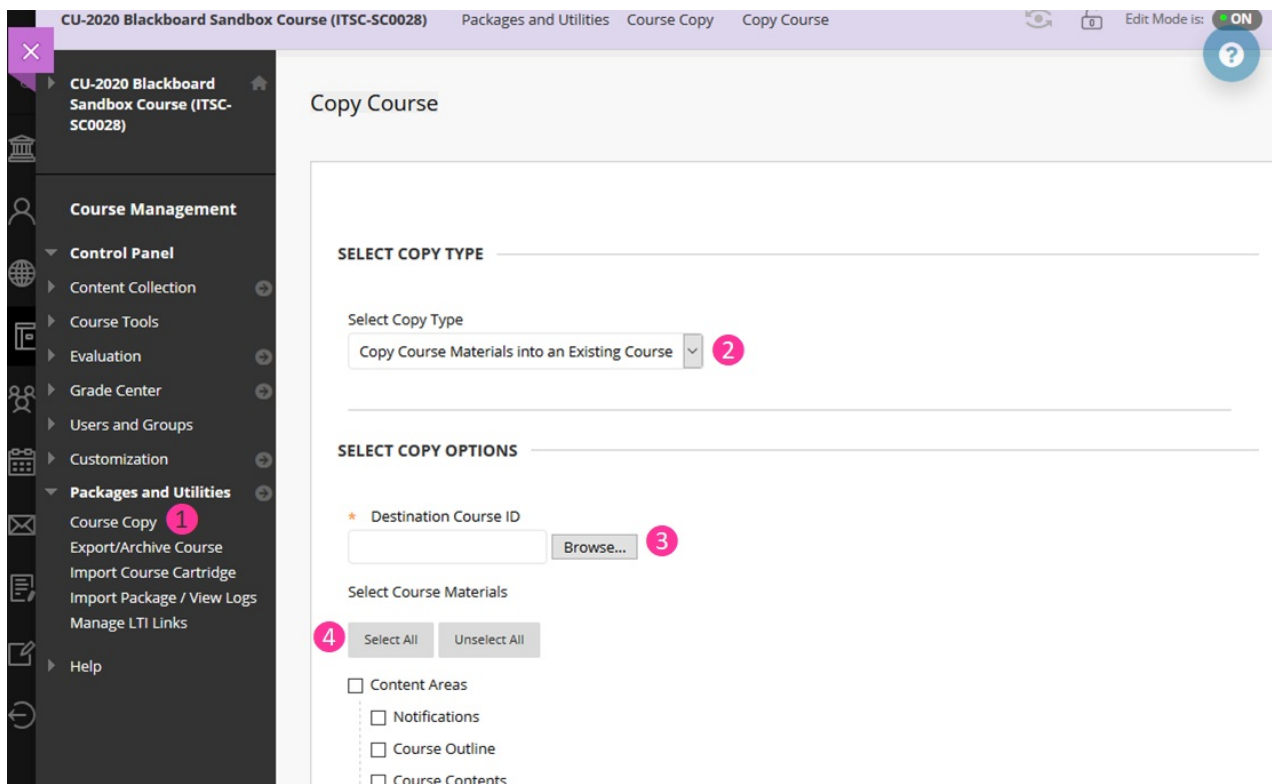 CU-2020 Blackboard Sandbox Course (ITSC-SC0028) Packages and Utilities Course Copy Copy Course
0 Edit Mode is: ON
?
CU-2020 Blackboard
Sandbox Course (ITSC-
SC0028)
Course Management
Control Panel
Content Collection
Course Tools
Evaluation
Grade Center
Users and Groups
Customization
Packages and Utilities
Course Copy 1
Export/Archive Course
Import Course Cartridge
Import Package / View Logs
Manage LTI Links
Help
Copy Course
SELECT COPY TYPE
Select Copy Type
Copy Course Materials into an Existing Course 2
SELECT COPY OPTIONS
* Destination Course ID
Browse... 3
Select Course Materials
4 Select All Unselect All
Content Areas
Notifications
Course Outline
Course Contents